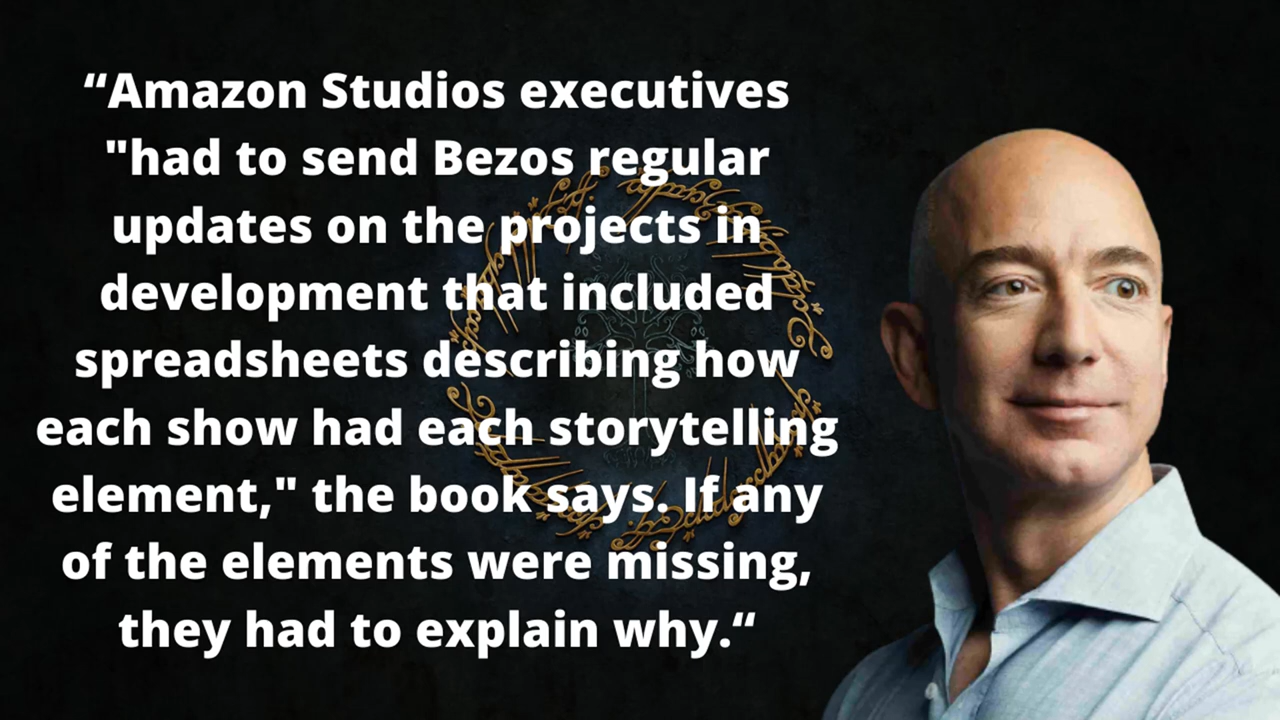 “Amazon Studios executives
"had to send Bezos regular
updates on the projects in
development that included
spreadsheets describing how
each show had each storytelling
element," the book says. If any
of the elements were missing,
they had to explain why.“